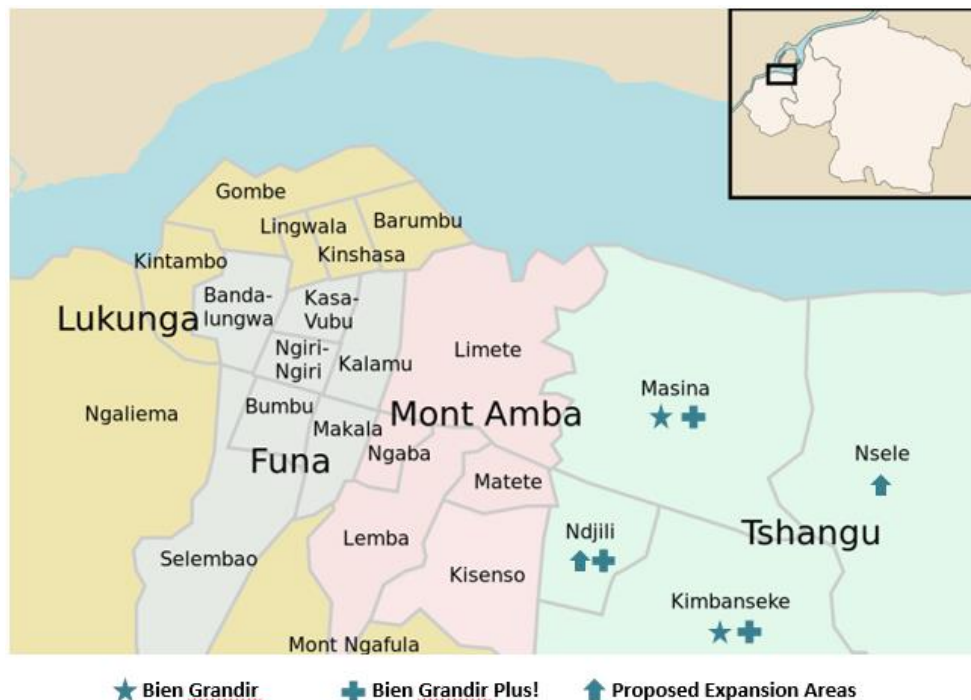 Gombe
Lingwala
Barumbu
Kinshasa
Kintambo
Banda-
lungwa
Kasa-
Vubu
Lukunga
Ngiri-
Ngiri
Kalamu
Limete
Masina
Ngaliema
Bumbu
Makala
Mont Amba
Funa
Ngaba
Matete
Nsele
Lemba
Ndjili
Tshangu
Selembao
Kisenso
Kimbanseke
Mont Ngafula
Bien Grandir
Bien Grandir Plus!
Proposed Expansion Areas